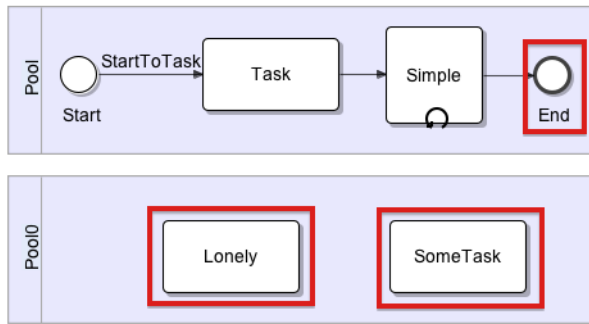 Pool
StartToTask
Task
Simple
Start
End
Pool0
Lonely
SomeTask